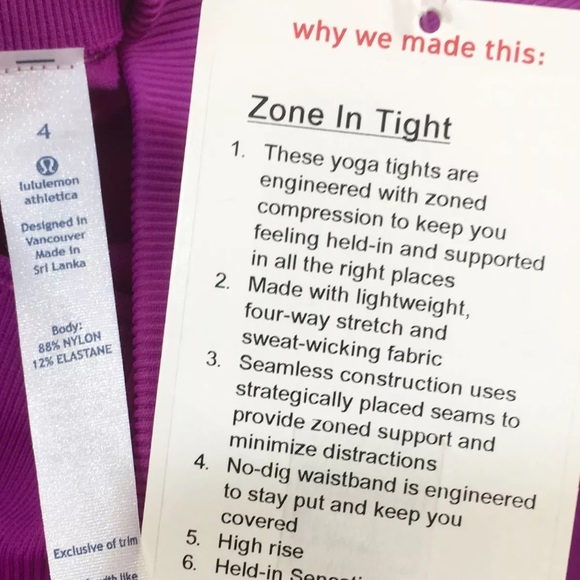 4
lululemon
athletica
Designed in
Vancouver
Made in
Sri Lanka
Body:
88% NYLON
12% ELASTANE
Exclusive of trim
with like
why we made this:
Zone In Tight
1. These yoga tights are
engineered with zoned
compression to keep you
feeling held-in and supported
in all the right places
2. Made with lightweight,
four-way stretch and
sweat-wicking fabric
3. Seamless construction uses
strategically placed seams to
provide zoned support and
minimize distractions
4. No-dig waistband is engineered
to stay put and keep you
covered
5. High rise
6. Held-in